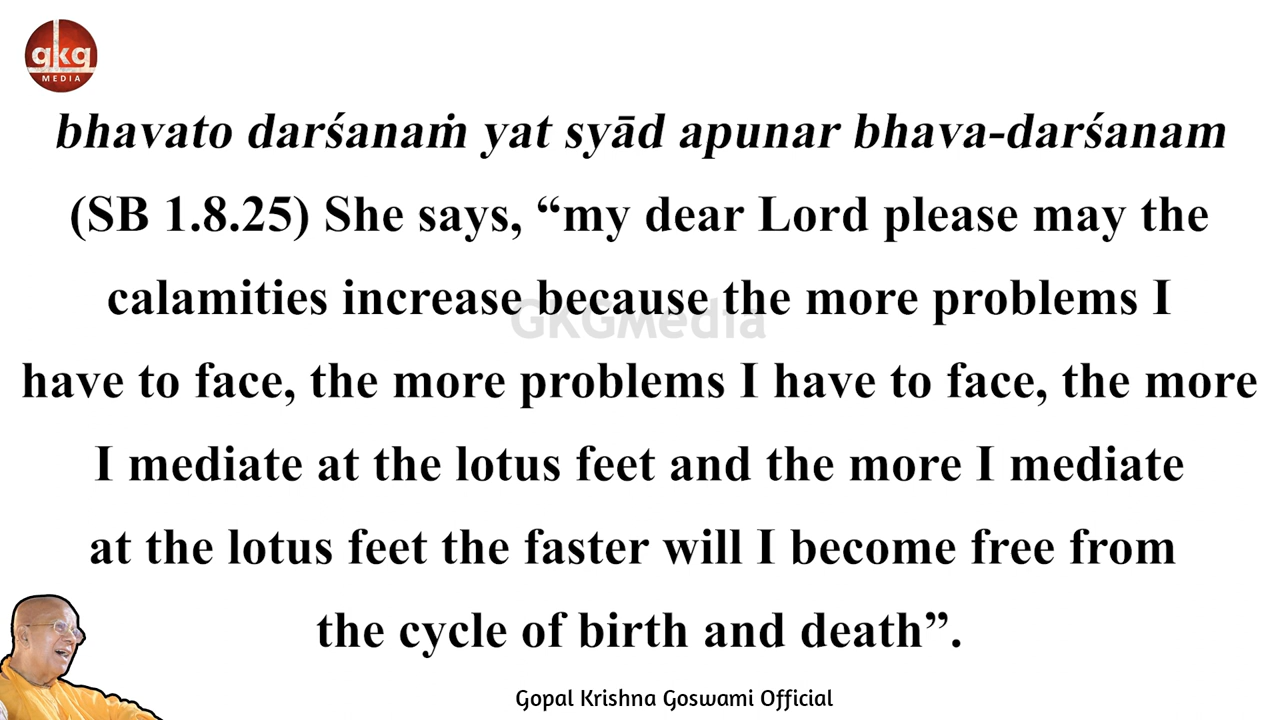 gkg
MEDIA
bhavato darśanaṁ yat syād apunar bhava-darśanam
(SB 1.8.25) She says, “my dear Lord please may the
calamities increase because the more problems I
GKGMedia
have to face, the more problems I have to face, the more
I mediate at the lotus feet and the more I mediate
at the lotus feet the faster will I become free from
the cycle of birth and death”.
Gopal Krishna Goswami Official